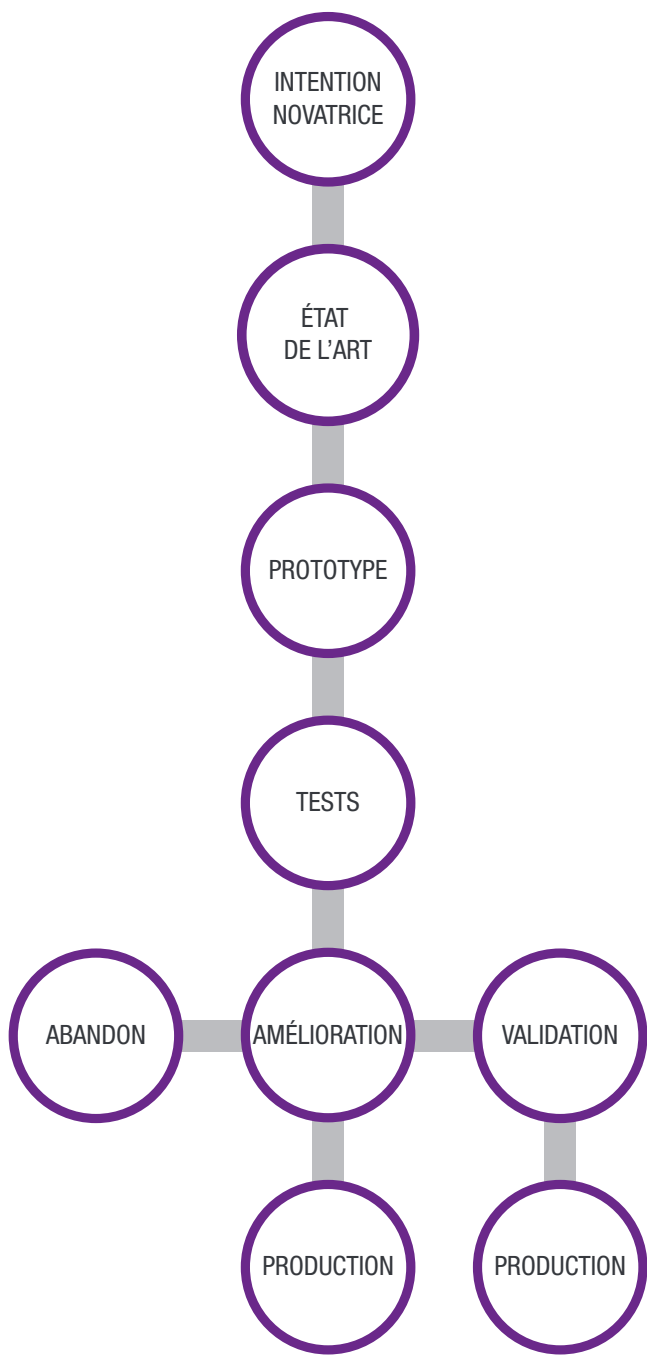 INTENTION
NOVATRICE
ÉTAT
DE L’ART
PROTOTYPE
TESTS
ABANDON
AMÉLIORATION
VALIDATION
PRODUCTION
PRODUCTION